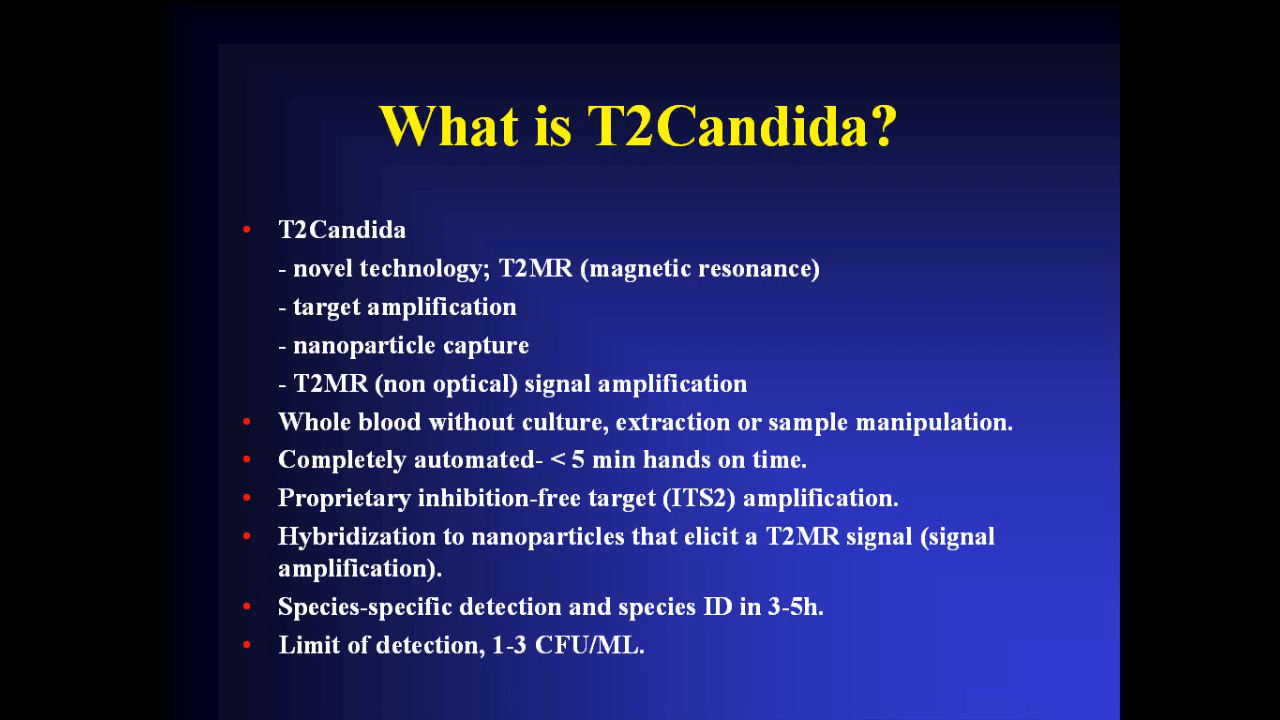 What is T2Candida?
• T2Candida
- novel technology; T2MR (magnetic resonance)
- target amplification
- nanoparticle capture
- T2MR (non optical) signal amplification
• Whole blood without culture, extraction or sample manipulation.
• Completely automated- < 5 min hands on time.
• Proprietary inhibition-free target (ITS2) amplification.
• Hybridization to nanoparticles that elicit a T2MR signal (signal
amplification).
• Species-specific detection and species ID in 3-5h.
• Limit of detection, 1-3 CFU/ML.